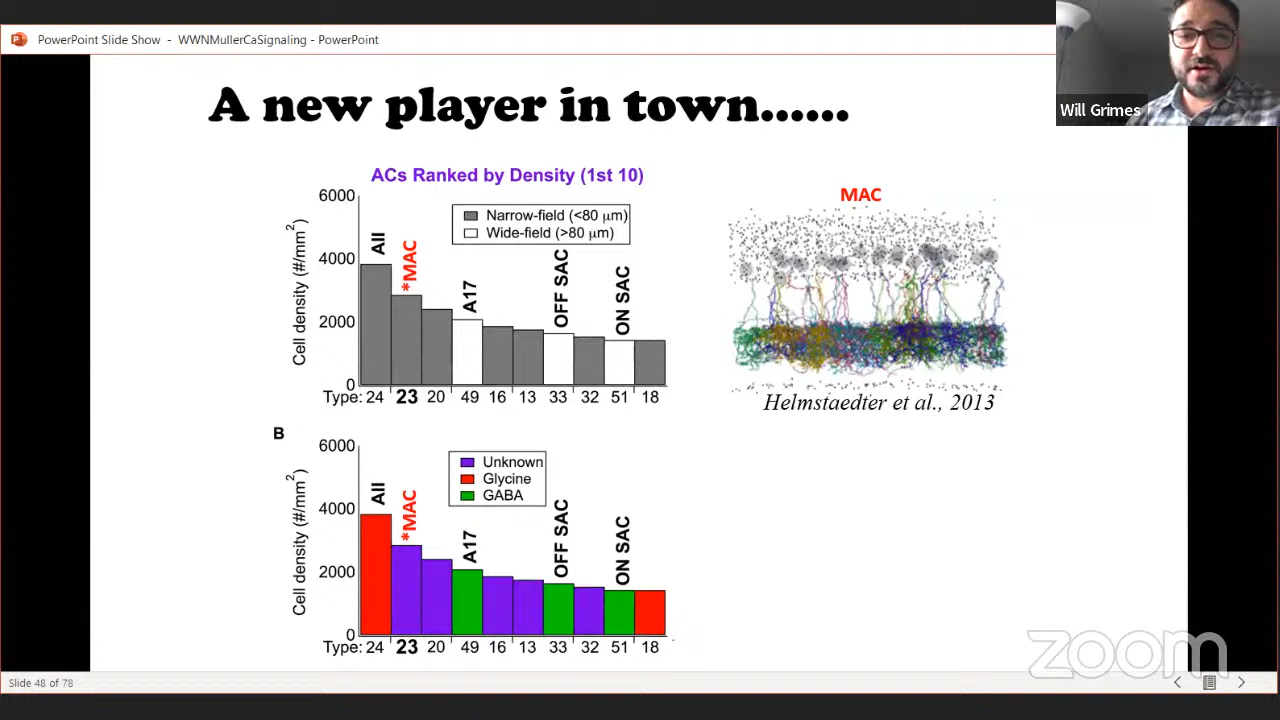 PowerPoint Slide Show - WWNMullerCaSignaling - PowerPoint
Will Grimes
A new player in town......
ACs Ranked by Density (1st 10)
Cell density (#/mm2)
6000
4000
2000
0
Narrow-field (<80 µm)
Wide-field (>80 µm)
AII
*MAC
A17
OFF SAC
ON SAC
Type: 24 23 20 49 16 13 33 32 51 18
MAC
Helmstaedter et al., 2013
B
Cell density (#/mm2)
6000
4000
2000
0
Unknown
Glycine
GABA
AII
*MAC
A17
OFF SAC
ON SAC
Type: 24 23 20 49 16 13 33 32 51 18
zoom
Slide 48 of 78